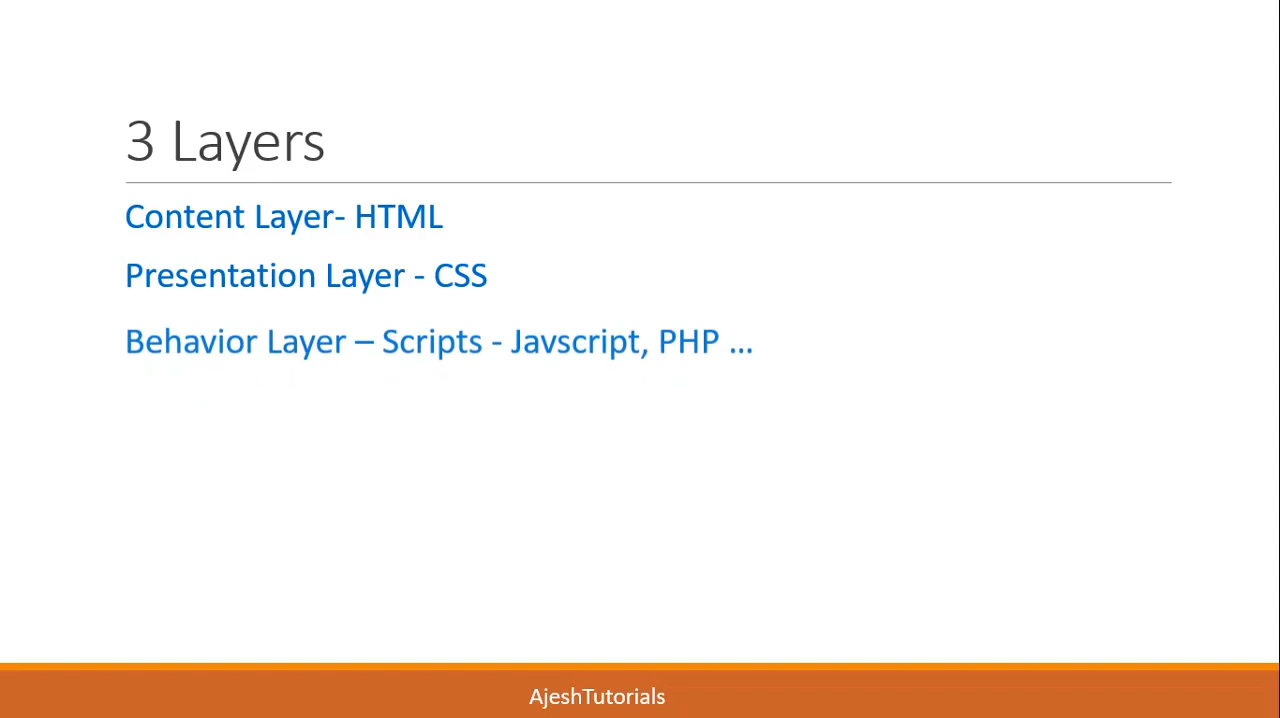 3 Layers
Content Layer- HTML
Presentation Layer - CSS
Behavior Layer – Scripts - Javscript, PHP ...
AjeshTutorials